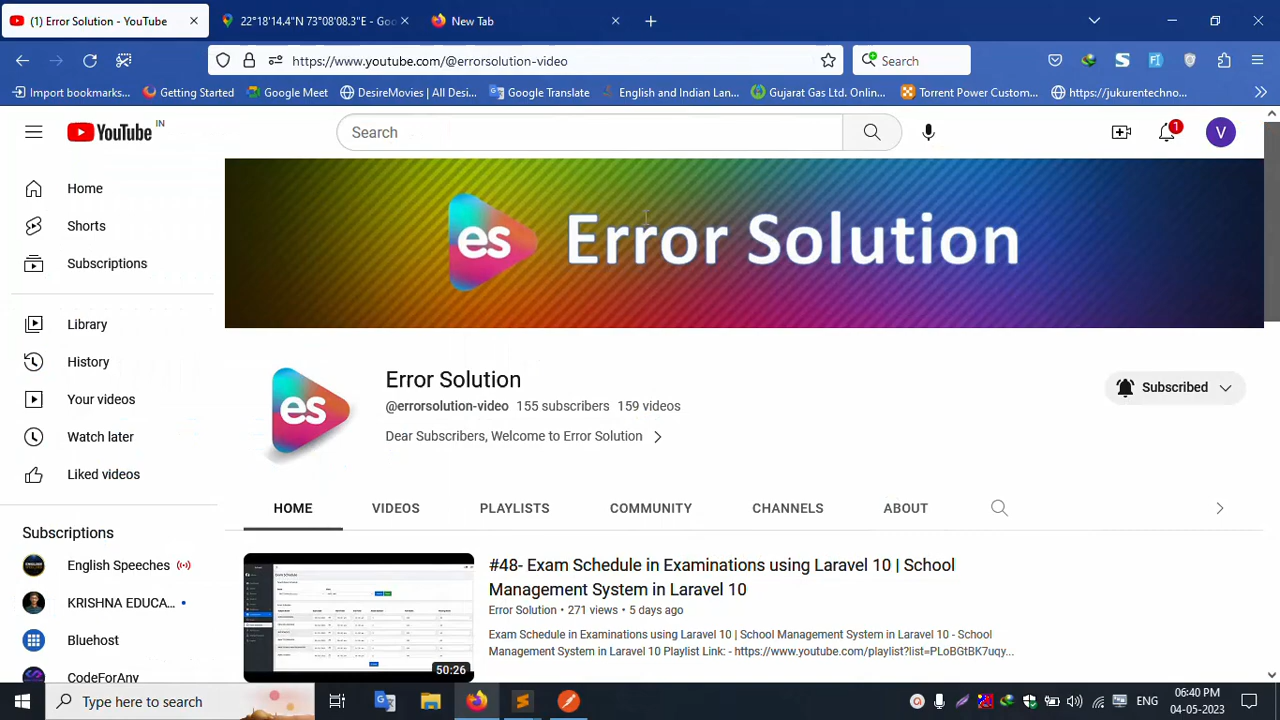 (1) Error Solution - YouTube
22°18'14.4"N 73°08'08.3"E - Goo
New Tab
https://www.youtube.com/@errorsolution-video
Search
Import bookmarks...
Getting Started
Google Meet
DesireMovies | All Desi...
Google Translate
English and Indian Lan...
Gujarat Gas Ltd. Onlin...
Torrent Power Custom...
https://jukurentechno...
YouTube IN
Search
1
V
Home
Shorts
Subscriptions
Library
History
Your videos
Watch later
Liked videos
Subscriptions
English Speeches
KRISHNA EDUCA...
Bluehost
CodeForAny
es Error Solution
es
Error Solution
@errorsolution-video 155 subscribers 159 videos
Dear Subscribers, Welcome to Error Solution
Subscribed
HOME VIDEOS PLAYLISTS COMMUNITY CHANNELS ABOUT
50:26
#48- Exam Schedule in Examinations using Laravel 10 | School
Management System in Laravel 10
Error Solution • 271 views • 5 days ago
Exam Schedule in Examinations using Laravel 10 - School Management System in Laravel 10 - School
Management System in Laravel 10 Playlist Link: - https://www.youtube.com/playlist?list=PLoBGtBK7uqy...
Type here to search
ENG
06:40 PM
04-05-2023